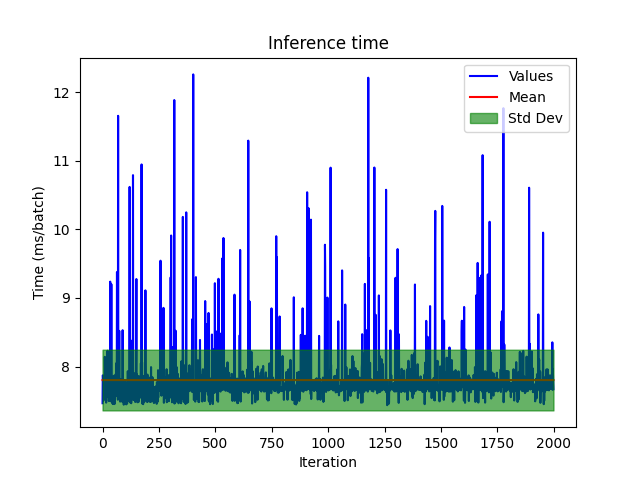 Inference time
Values
Mean
Std Dev
Time (ms/batch)
12
11
10
9
8
0 250 500 750 1000 1250 1500 1750 2000
Iteration